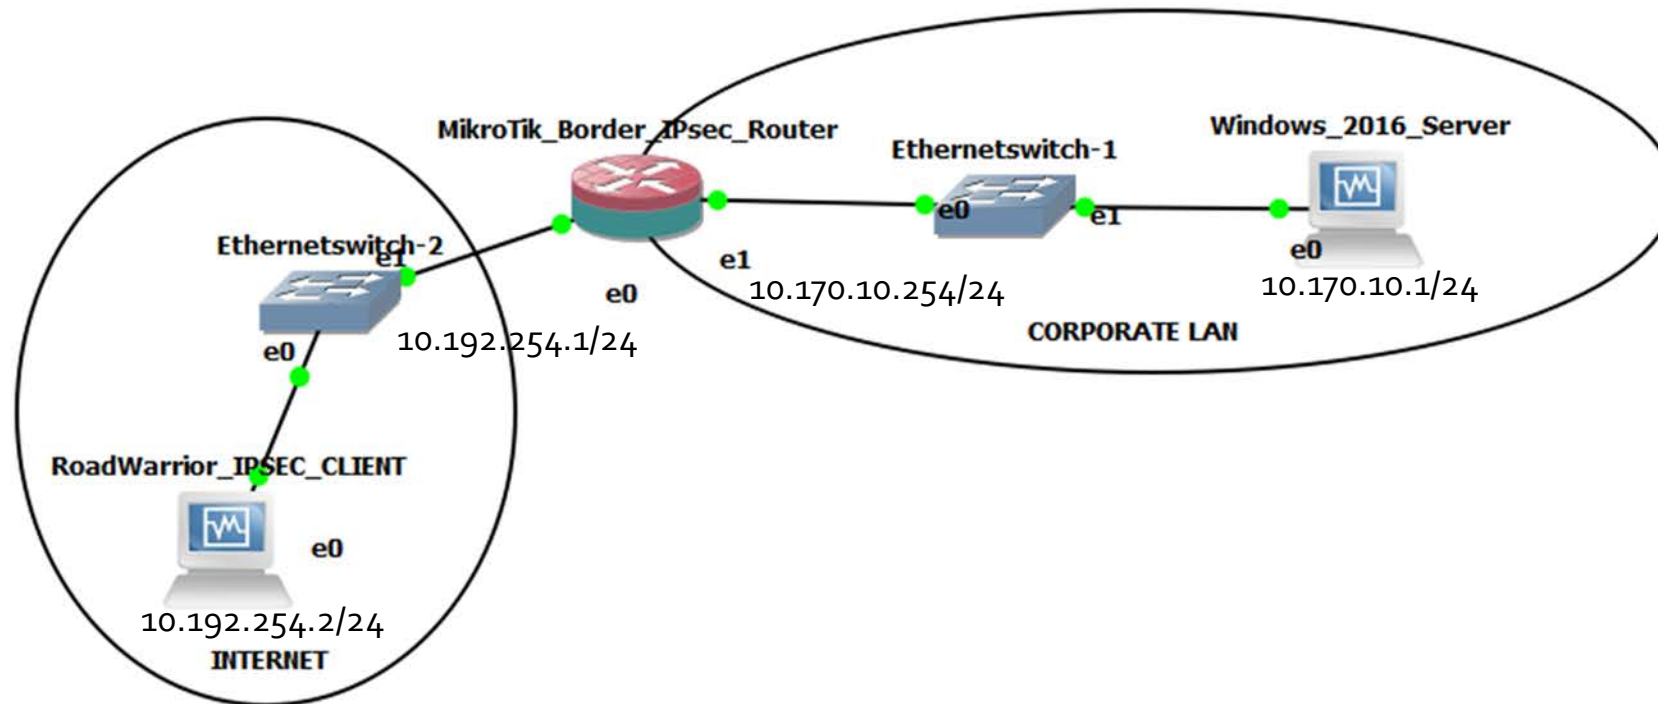 MikroTik_Border_IPsec_Router
Ethernetswitch-1
Windows_2016_Server
e0
e1
e0
10.170.10.1/24
e1
10.170.10.254/24
e0
CORPORATE LAN
Ethernetswitch-2
e1
10.192.254.1/24
e0
RoadWarrior_IPSEC_CLIENT
e0
10.192.254.2/24
INTERNET